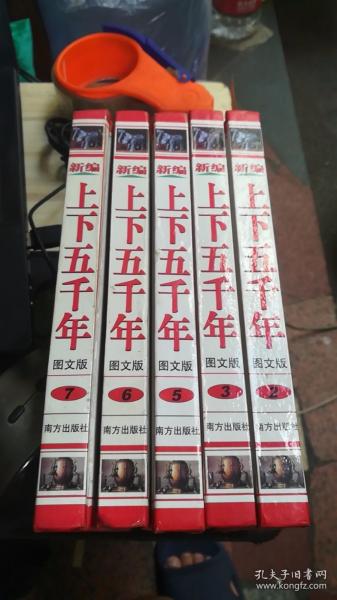 新编
上下五千年
图文版
7
南方出版社
新编
上下五千年
图文版
6
南方出版社
新编
上下五千年
图文版
5
南方出版社
新编
上下五千年
图文版
3
南方出版社
新编
上下五千年
图文版
2
南方出版社
孔夫子旧书网
kongfz.com